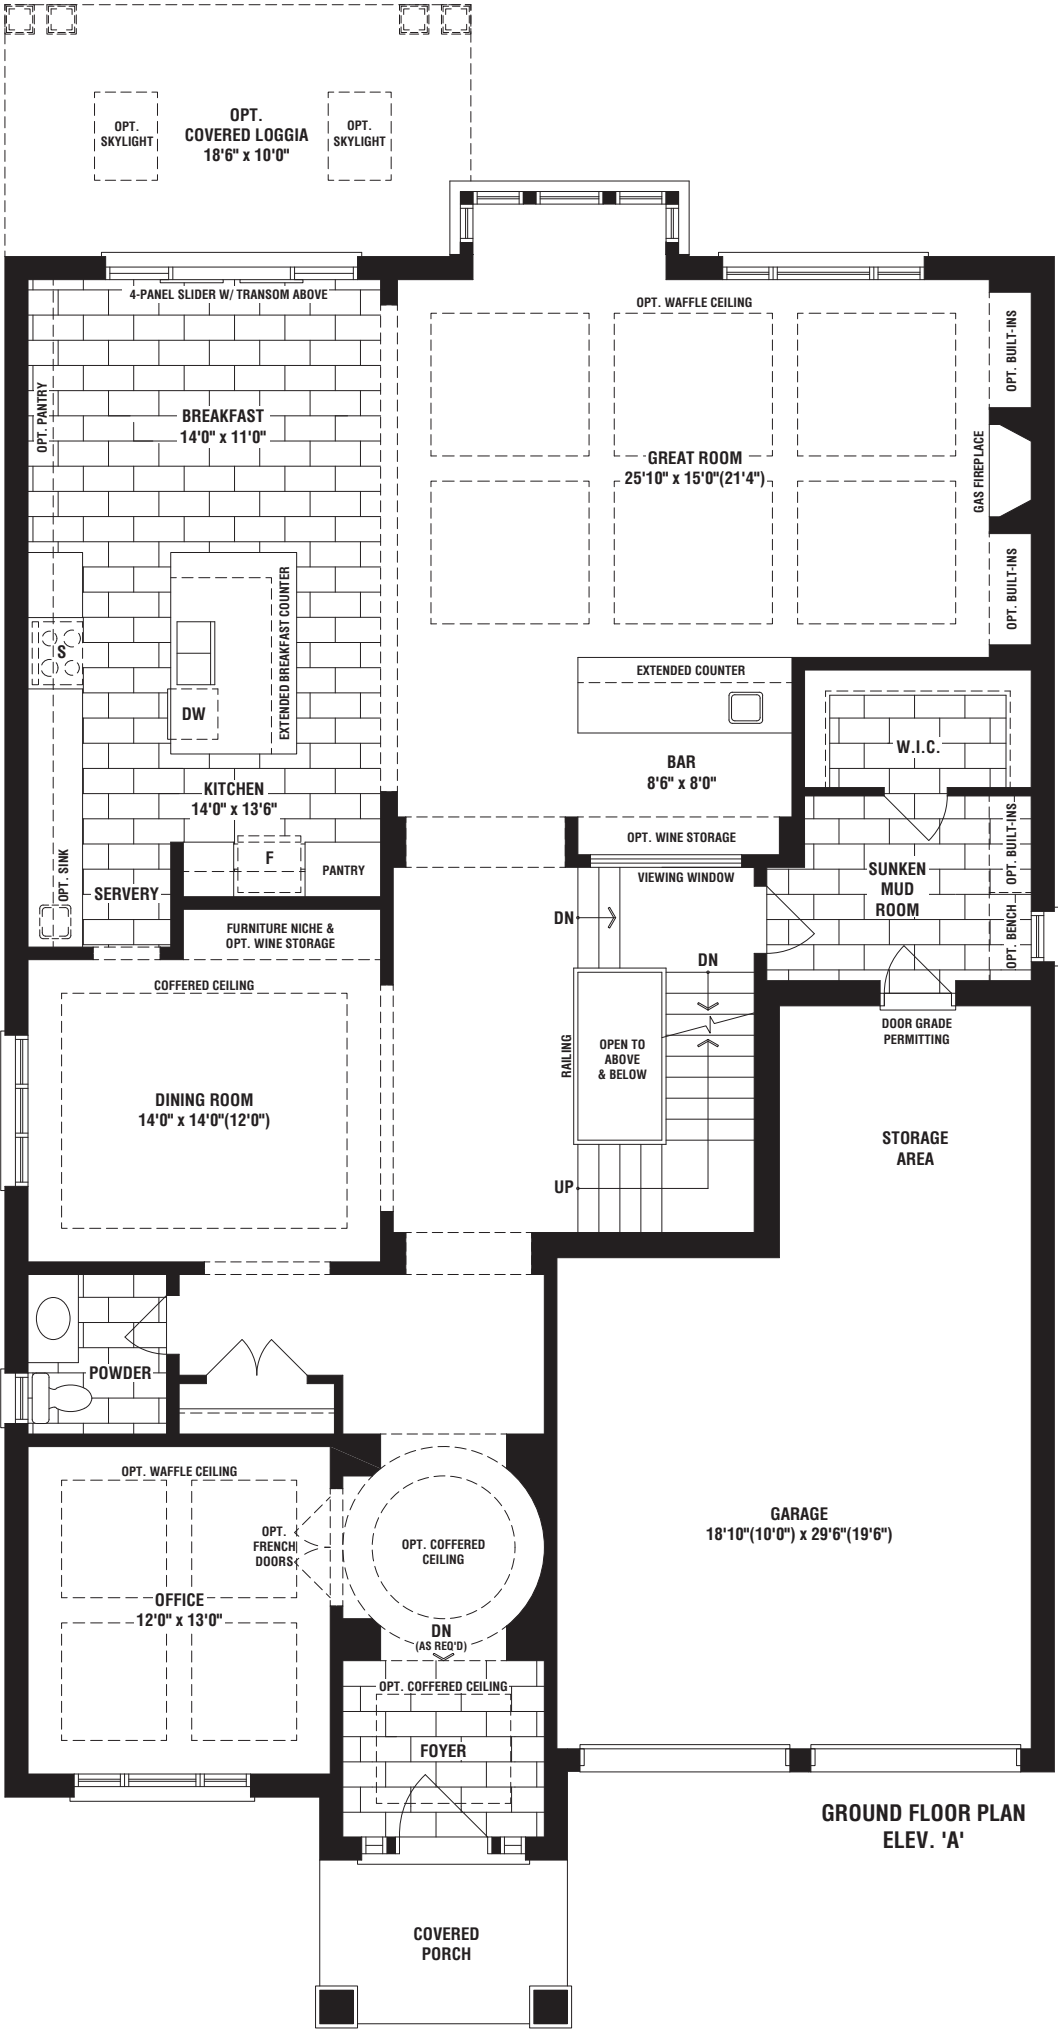 OPT.
COVERED LOGGIA
18'6" x 10'0"
OPT.
SKYLIGHT
OPT.
SKYLIGHT
4-PANEL SLIDER W/ TRANSOM ABOVE
OPT. PANTRY
BREAKFAST
14'0" x 11'0"
OPT. WAFFLE CEILING
GREAT ROOM
25'10" x 15'0"(21'4")
OPT. BUILT-INS
GAS FIREPLACE
OPT. BUILT-INS
S
DW
EXTENDED BREAKFAST COUNTER
KITCHEN
14'0" x 13'6"
EXTENDED COUNTER
BAR
8'6" x 8'0"
W.I.C.
OPT. SINK
SERVERY
F
PANTRY
OPT. WINE STORAGE
VIEWING WINDOW
SUNKEN
MUD
ROOM
OPT. BUILT-INS
OPT. BENCH
FURNITURE NICHE &
OPT. WINE STORAGE
DN
DN
COFFERED CEILING
DINING ROOM
14'0" x 14'0"(12'0")
RAILING
OPEN TO
ABOVE
& BELOW
UP
DOOR GRADE
PERMITTING
STORAGE
AREA
POWDER
OPT. WAFFLE CEILING
OPT.
FRENCH
DOORS
OFFICE
12'0" x 13'0"
OPT. COFFERED
CEILING
DN
(AS REQ'D)
OPT. COFFERED CEILING
FOYER
GARAGE
18'10"(10'0") x 29'6"(19'6")
GROUND FLOOR PLAN
ELEV. 'A'
COVERED
PORCH